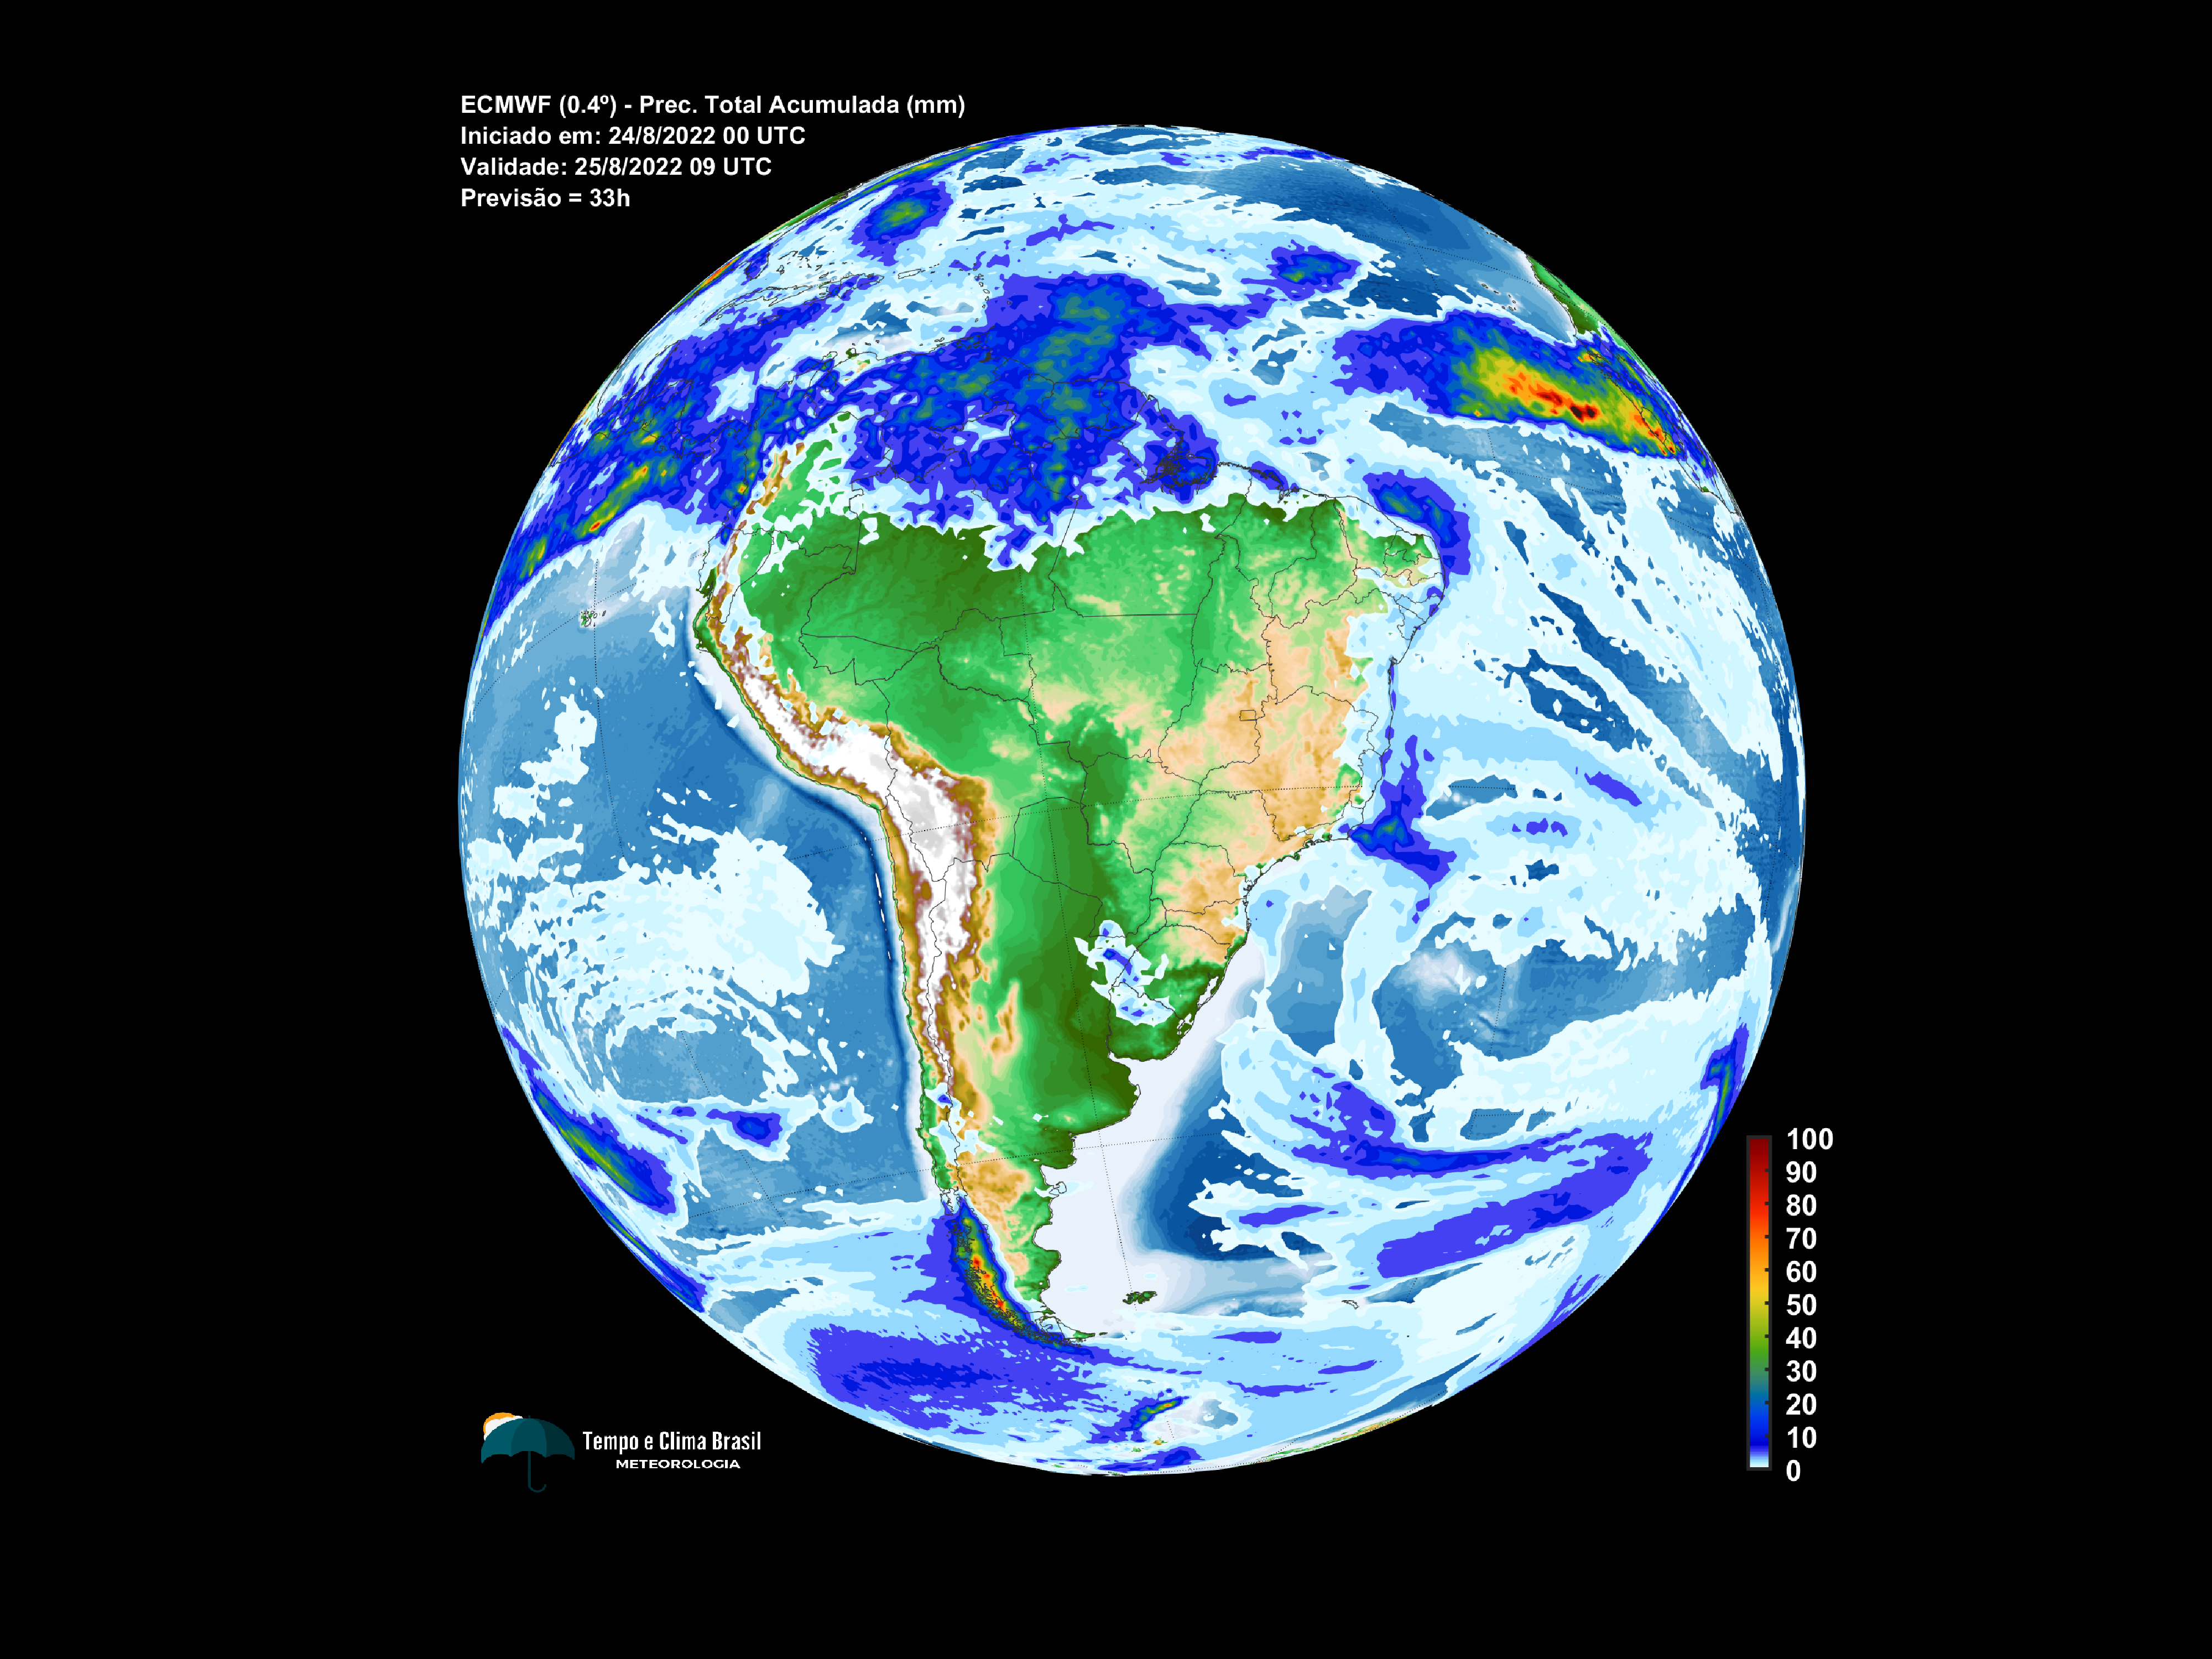 ECMWF (0.4º) - Prec. Total Acumulada (mm)
Iniciado em: 24/8/2022 00 UTC
Validade: 25/8/2022 09 UTC
Previsão = 33h
100
90
80
70
60
50
40
30
20
10
0
Tempo e Clima Brasil
METEOROLOGIA